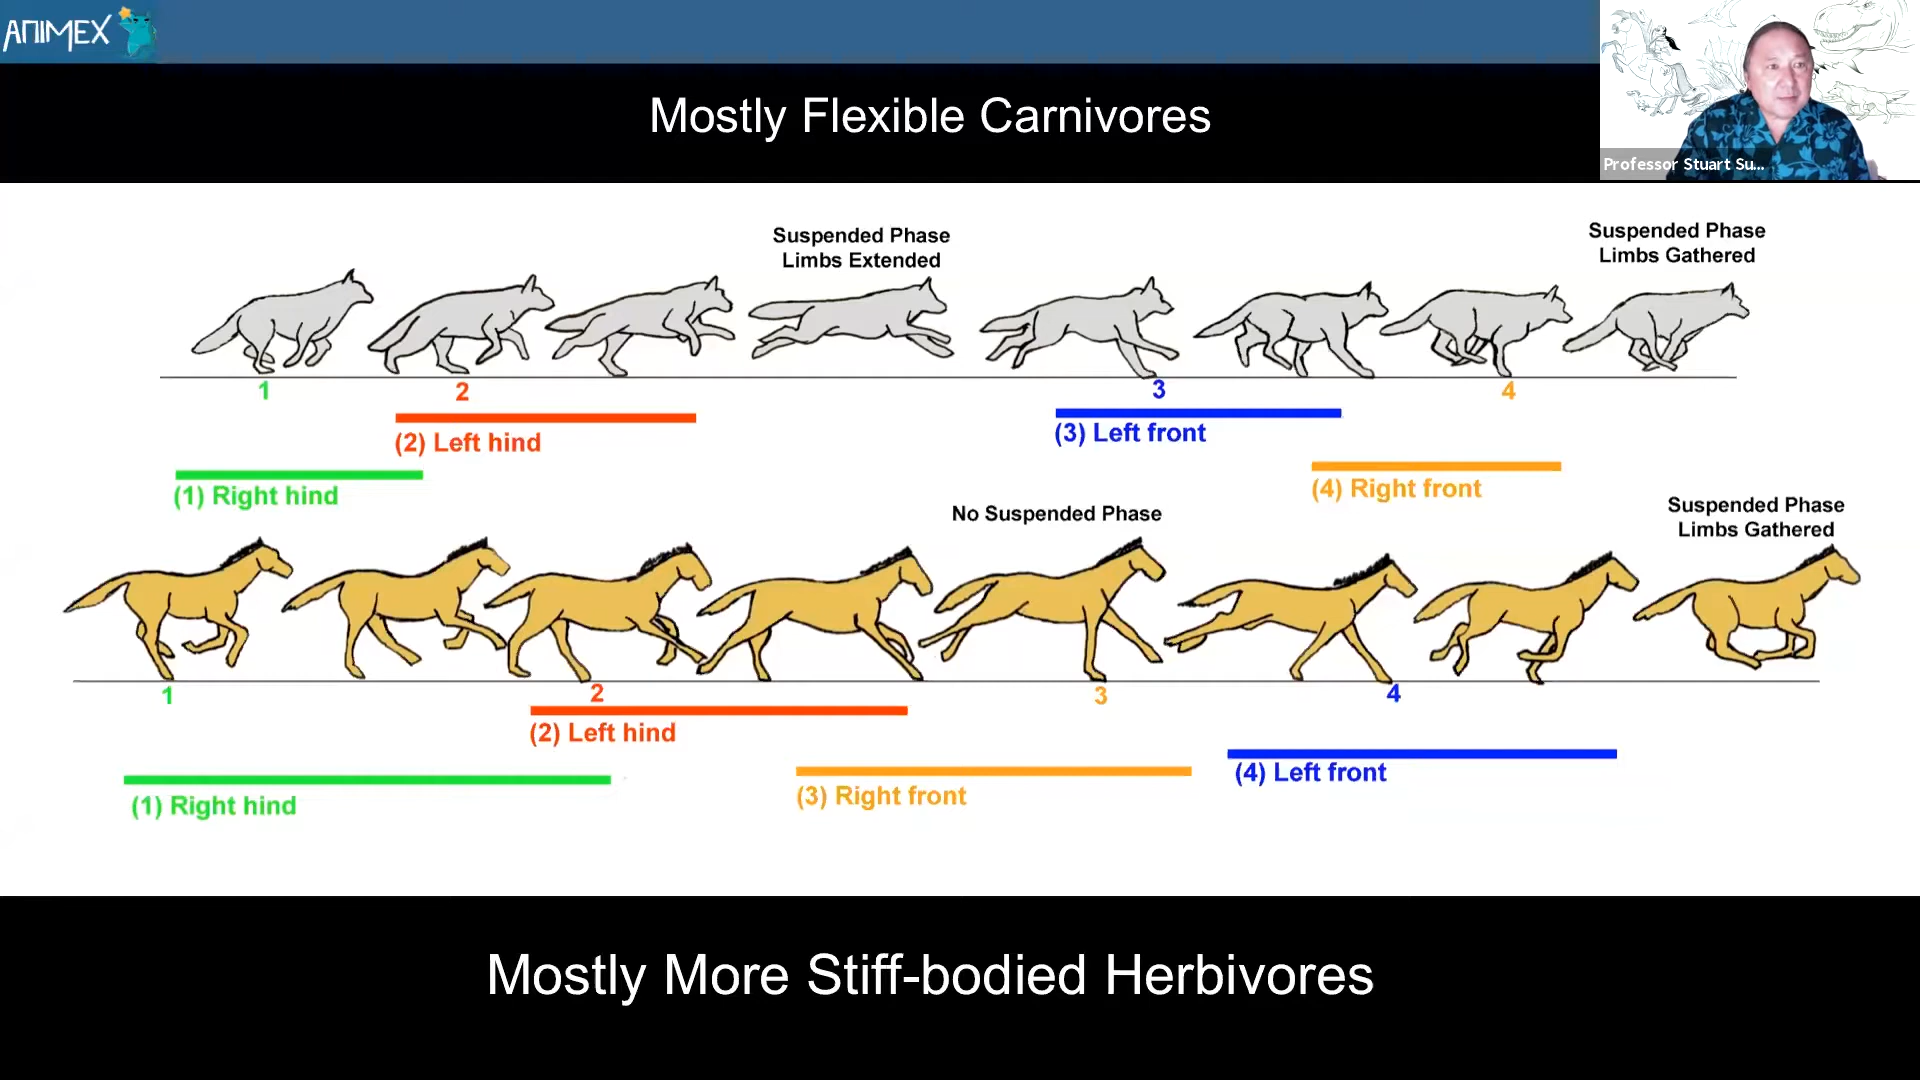 ANIMEX
Mostly Flexible Carnivores
Professor Stuart Su...
Suspended Phase
Limbs Extended
Suspended Phase
Limbs Gathered
1
2
3
4
(2) Left hind
(3) Left front
(1) Right hind
(4) Right front
No Suspended Phase
Suspended Phase
Limbs Gathered
1
2
3
4
(2) Left hind
(4) Left front
(3) Right front
(1) Right hind
Mostly More Stiff-bodied Herbivores